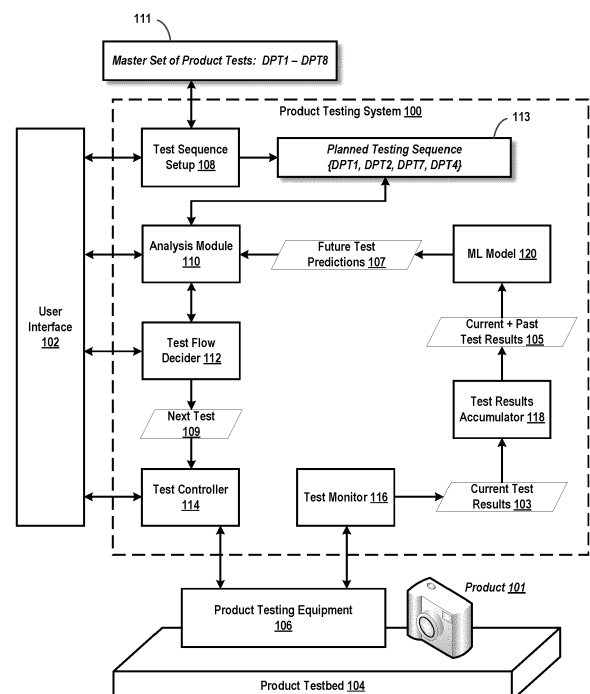 111
Master Set of Product Tests: DPT1 – DPT8
Product Testing System 100
113
Test Sequence
Setup 108
Planned Testing Sequence
{DPT1, DPT2, DPT7, DPT4}
Analysis Module
110
Future Test
Predictions 107
ML Model 120
User
Interface
102
Current + Past
Test Results 105
Test Flow
Decider 112
Test Results
Accumulator 118
Next Test
109
Test Controller
114
Test Monitor 116
Current Test
Results 103
Product 101
Product Testing Equipment
106
Product Testbed 104